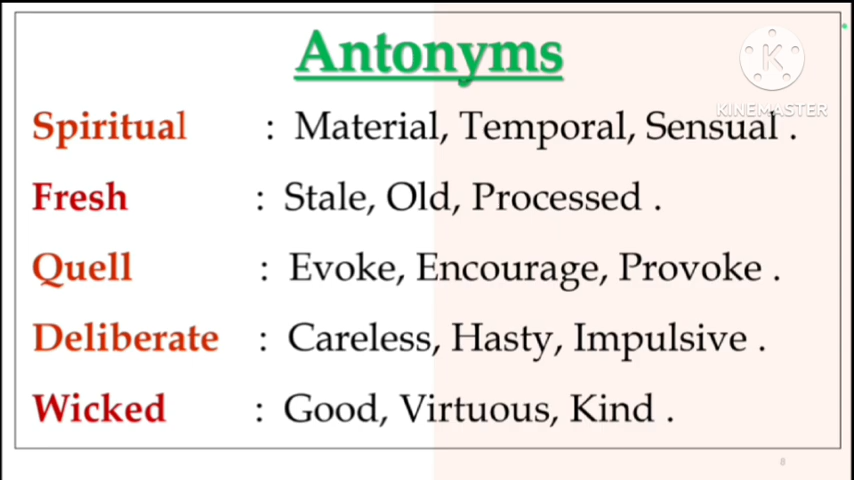 Antonyms
K
KINEMASTER
Spiritual : Material, Temporal, Sensual .
Fresh : Stale, Old, Processed .
Quell : Evoke, Encourage, Provoke .
Deliberate : Careless, Hasty, Impulsive .
Wicked : Good, Virtuous, Kind .
8